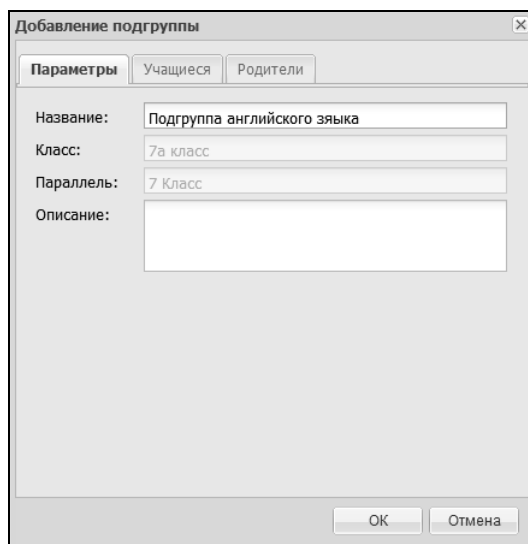 Добавление подгруппы
Параметры Учащиеся Родители
Название: Подгруппа английского зяыка
Класс: 7а класс
Параллель: 7 Класс
Описание:
ОК Отмена